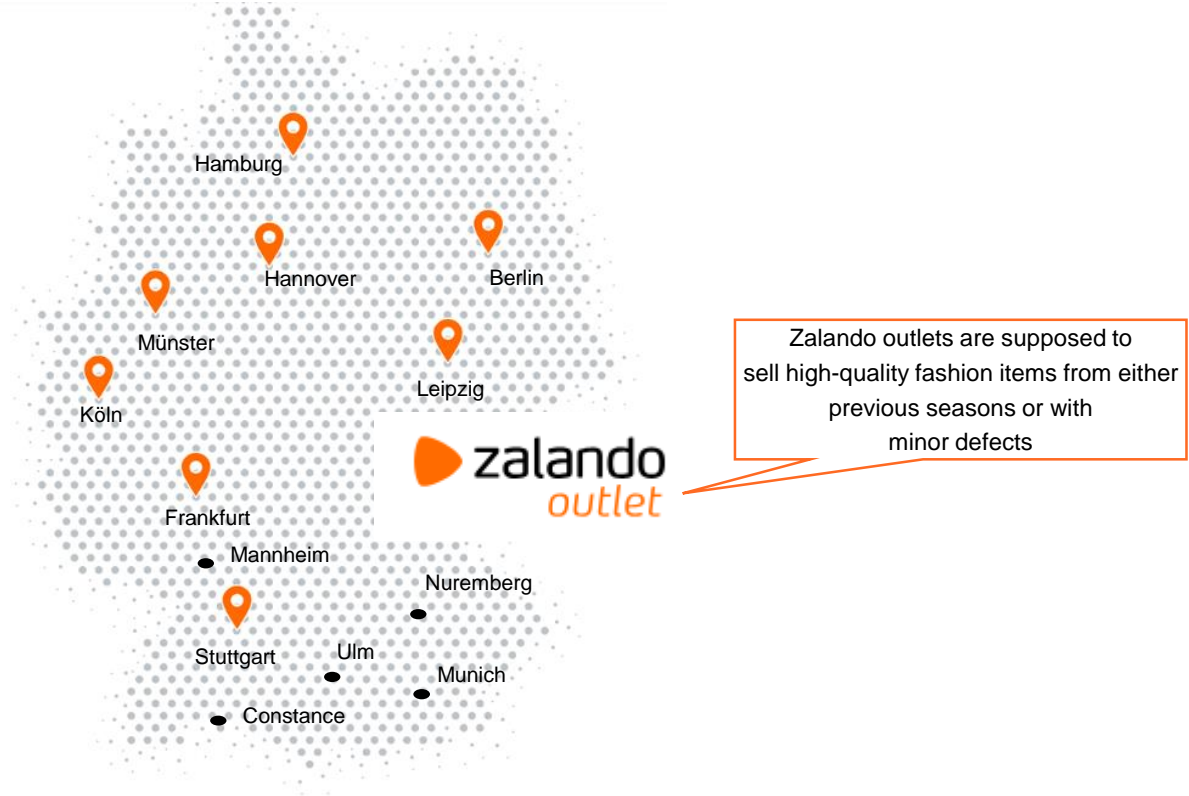 Hamburg
Hannover
Berlin
Münster
Leipzig
Köln
Zalando outlets are supposed to
sell high-quality fashion items from either
previous seasons or with
minor defects
zalando
outlet
Frankfurt
Mannheim
Nuremberg
Stuttgart
Ulm
Munich
Constance